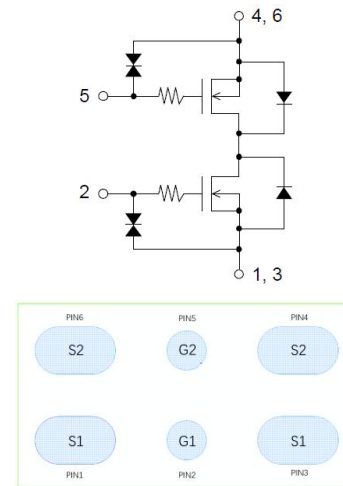 4, 6
5
2
1, 3
PIN6 PIN5 PIN4
S2 G2 S2
S1 G1 S1
PIN1 PIN2 PIN3